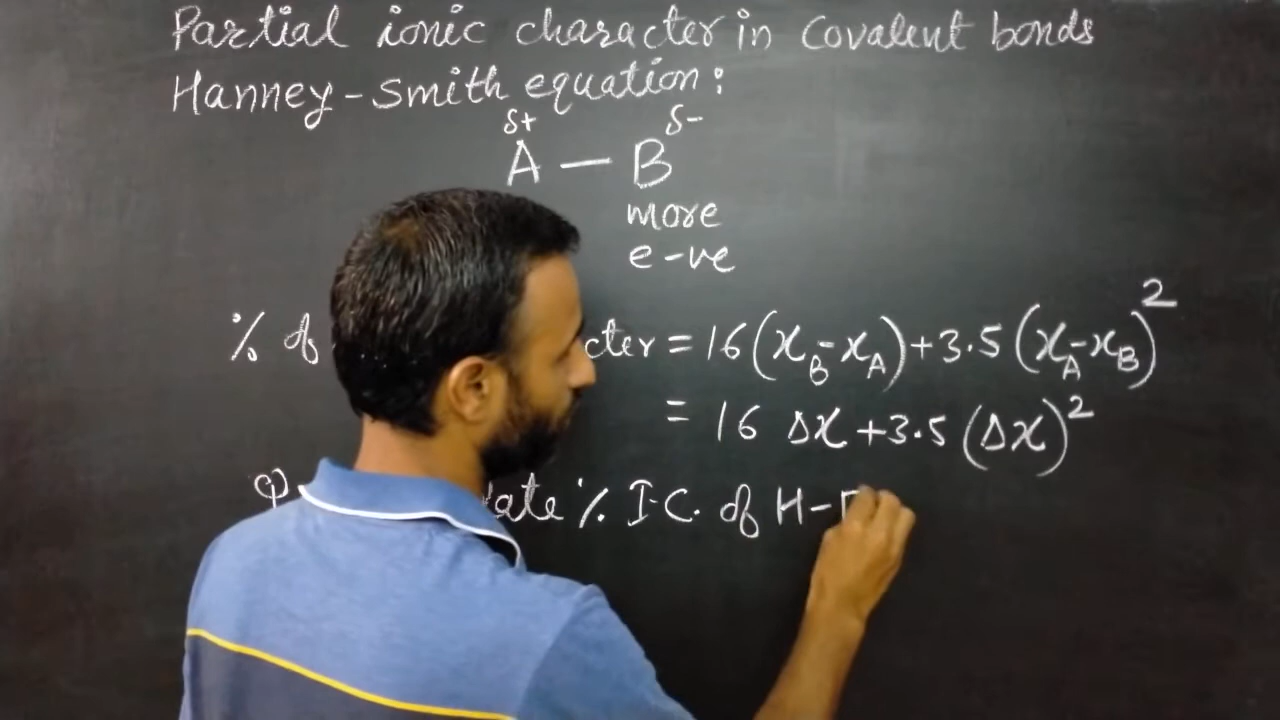 Partial ionic character in Covalent bonds
Hanney-Smith equation:
δ+ δ-
A — B
more
e-ve
% of cter = 16(x_B-x_A)+3.5(x_A-x_B)²
= 16 Δx+3.5(Δx)²
ate % I.C. of H-